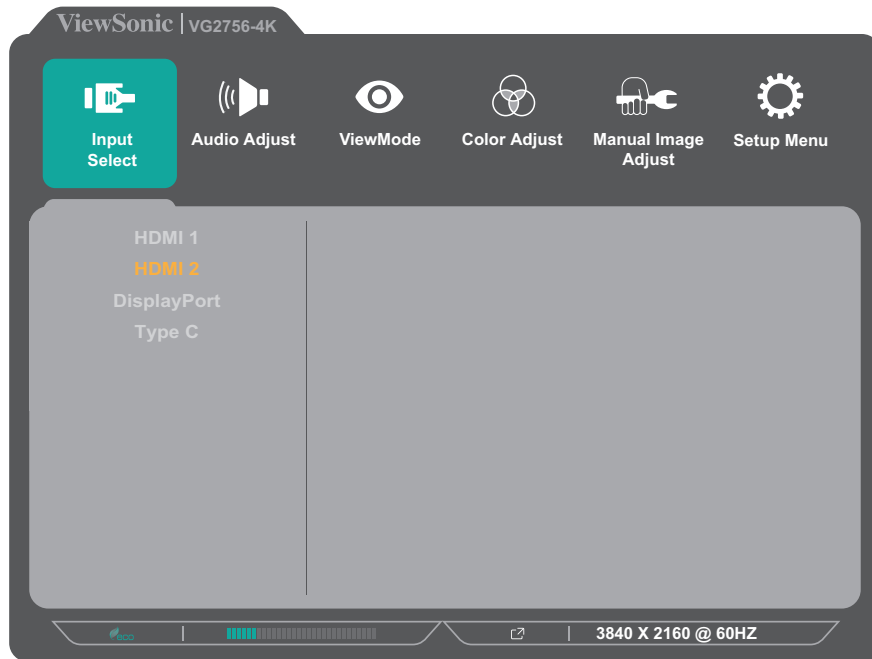 ViewSonic | VG2756-4K
Input
Select
Audio Adjust
ViewMode
Color Adjust
Manual Image
Adjust
Setup Menu
HDMI 1
HDMI 2
DisplayPort
Type C
eco
3840 X 2160 @ 60HZ